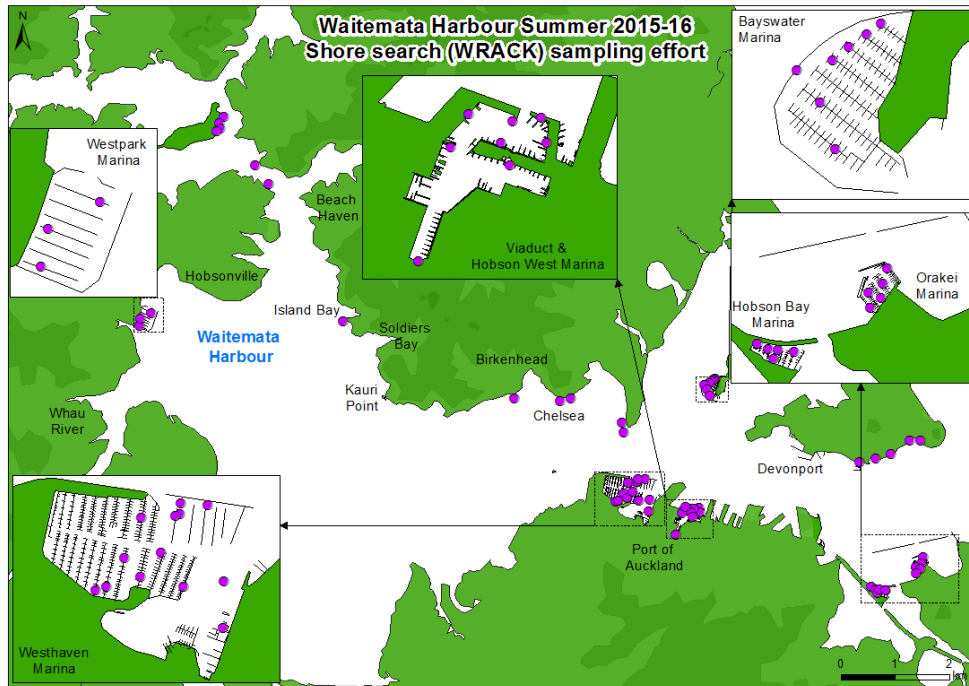 Waitemata Harbour Summer 2015-16
Shore search (WRACK) sampling effort
N
Bayswater
Marina
Westpark
Marina
Beach
Haven
Viaduct &
Hobson West Marina
Hobsonville
Orakei
Marina
Hobson Bay
Marina
Island Bay
Waitemata
Harbour
Soldiers
Bay
Birkenhead
Kauri
Point
Chelsea
Whau
River
Devonport
Port of
Auckland
Westhaven
Marina
0 1 2
km